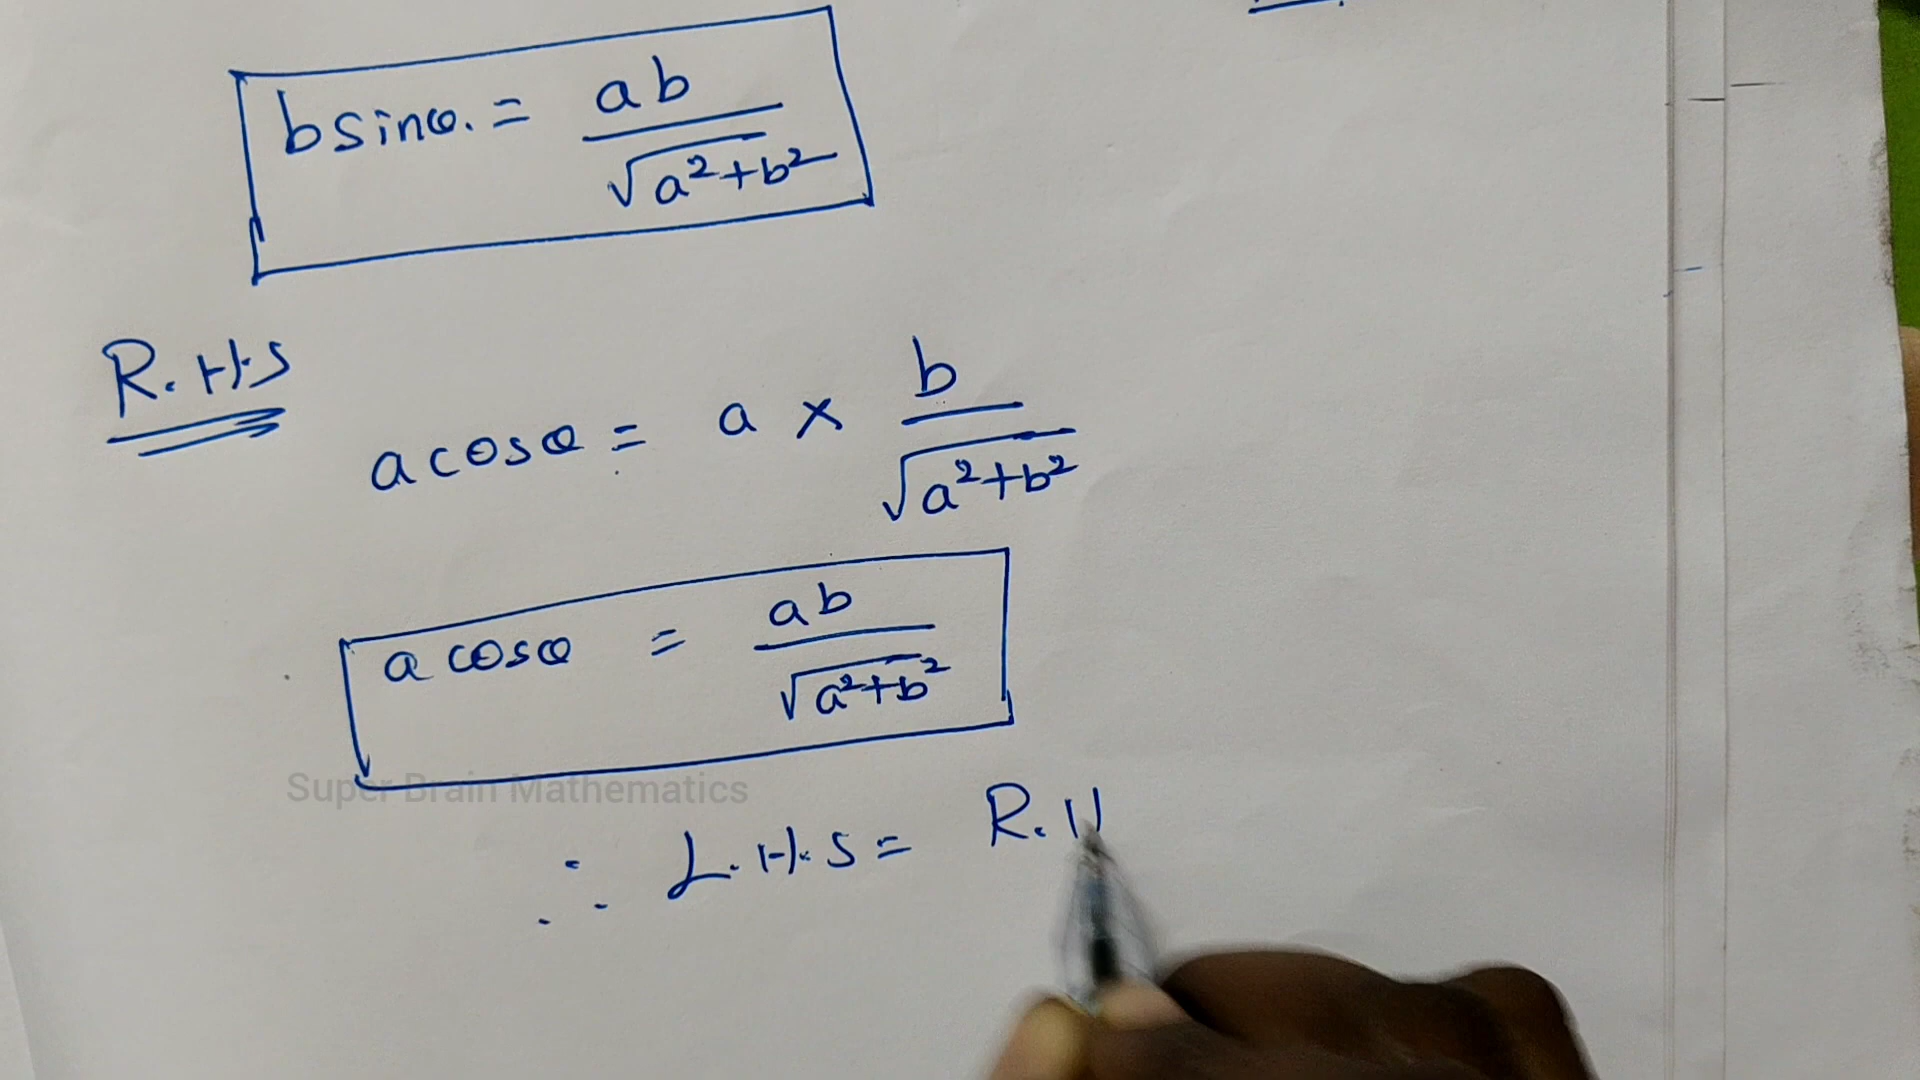 bsinθ. = ab / √a²+b²
R.H.S
acosθ = a × b / √a²+b²
acosθ = ab / √a²+b²
Super Brain Mathematics
∴ L.H.S = R.H